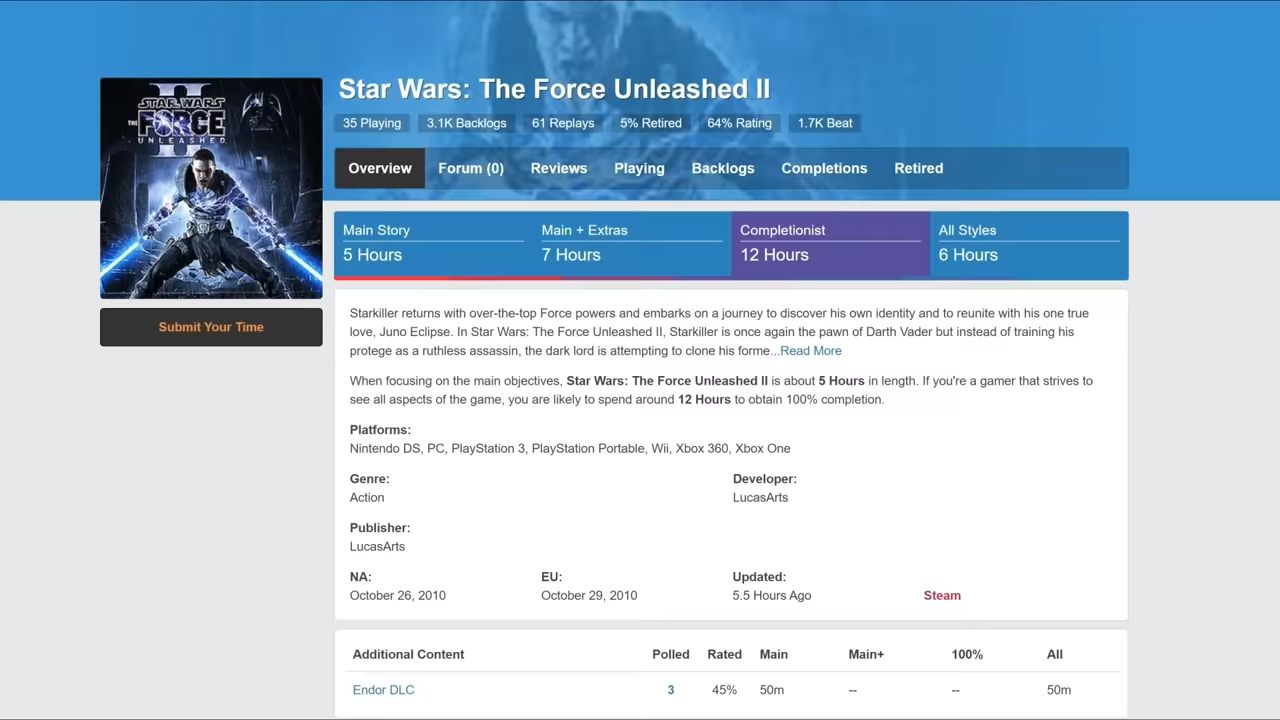 Star Wars: The Force Unleashed II
35 Playing 3.1K Backlogs 61 Replays 5% Retired 64% Rating 1.7K Beat
Overview Forum (0) Reviews Playing Backlogs Completions Retired
II
STAR WARS
THE
FORCE
UNLEASHED
Submit Your Time
Main Story Main + Extras Completionist All Styles
5 Hours 7 Hours 12 Hours 6 Hours
Starkiller returns with over-the-top Force powers and embarks on a journey to discover his own identity and to reunite with his one true
love, Juno Eclipse. In Star Wars: The Force Unleashed II, Starkiller is once again the pawn of Darth Vader but instead of training his
protege as a ruthless assassin, the dark lord is attempting to clone his forme...Read More
When focusing on the main objectives, Star Wars: The Force Unleashed II is about 5 Hours in length. If you're a gamer that strives to
see all aspects of the game, you are likely to spend around 12 Hours to obtain 100% completion.
Platforms:
Nintendo DS, PC, PlayStation 3, PlayStation Portable, Wii, Xbox 360, Xbox One
Genre: Developer:
Action LucasArts
Publisher:
LucasArts
NA: EU: Updated:
October 26, 2010 October 29, 2010 5.5 Hours Ago Steam
Additional Content Polled Rated Main Main+ 100% All
Endor DLC 3 45% 50m -- -- 50m